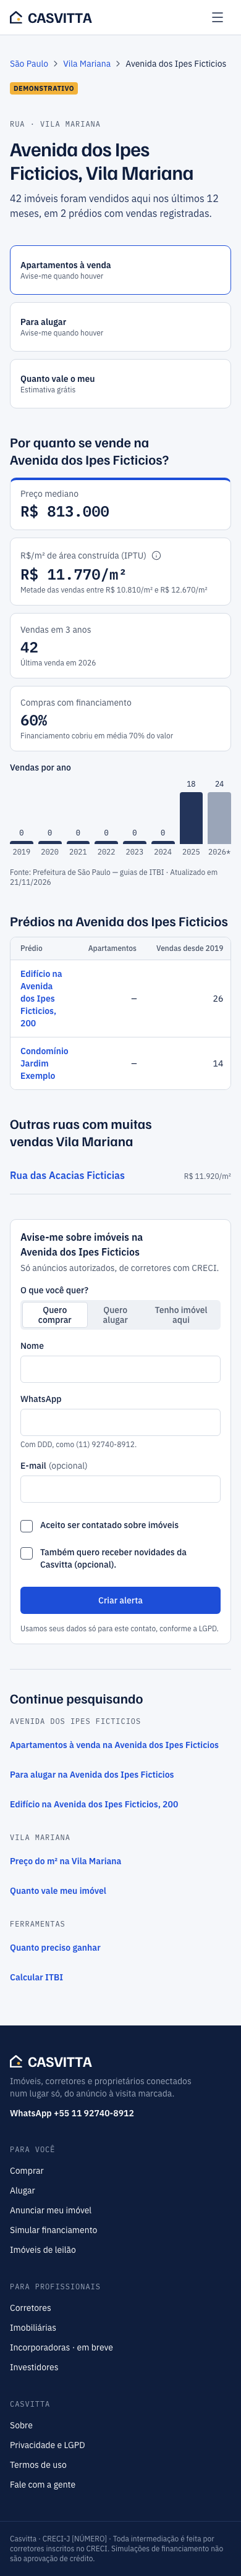 CASVITTA
São Paulo > Vila Mariana > Avenida dos Ipes Ficticios
DEMONSTRATIVO
RUA · VILA MARIANA
Avenida dos Ipes
Ficticios, Vila Mariana
42 imóveis foram vendidos aqui nos últimos 12
meses, em 2 prédios com vendas registradas.
Apartamentos à venda
Avise-me quando houver
Para alugar
Avise-me quando houver
Quanto vale o meu
Estimativa grátis
Por quanto se vende na
Avenida dos Ipes Ficticios?
Preço mediano
R$ 813.000
R$/m² de área construída (IPTU)
R$ 11.770/m²
Metade das vendas entre R$ 10.810/m² e R$ 12.670/m²
Vendas em 3 anos
42
Última venda em 2026
Compras com financiamento
60%
Financiamento cobriu em média 70% do valor
Vendas por ano
0 0 0 0 0 0 18 24
2019 2020 2021 2022 2023 2024 2025 2026*
Fonte: Prefeitura de São Paulo — guias de ITBI · Atualizado em
21/11/2026
Prédios na Avenida dos Ipes Ficticios
Prédio Apartamentos Vendas desde 2019
Edifício na
Avenida
dos Ipes
Ficticios,
200
— 26
Condomínio
Jardim
Exemplo
— 14
Outras ruas com muitas
vendas Vila Mariana
Rua das Acacias Ficticias R$ 11.920/m²
Avise-me sobre imóveis na
Avenida dos Ipes Ficticios
Só anúncios autorizados, de corretores com CRECI.
O que você quer?
Quero
comprar
Quero
alugar
Tenho imóvel
aqui
Nome
WhatsApp
Com DDD, como (11) 92740-8912.
E-mail (opcional)
Aceito ser contatado sobre imóveis
Também quero receber novidades da
Casvitta (opcional).
Criar alerta
Usamos seus dados só para este contato, conforme a LGPD.
Continue pesquisando
AVENIDA DOS IPES FICTICIOS
Apartamentos à venda na Avenida dos Ipes Ficticios
Para alugar na Avenida dos Ipes Ficticios
Edifício na Avenida dos Ipes Ficticios, 200
VILA MARIANA
Preço do m² na Vila Mariana
Quanto vale meu imóvel
FERRAMENTAS
Quanto preciso ganhar
Calcular ITBI
CASVITTA
Imóveis, corretores e proprietários conectados
num lugar só, do anúncio à visita marcada.
WhatsApp +55 11 92740-8912
PARA VOCÊ
Comprar
Alugar
Anunciar meu imóvel
Simular financiamento
Imóveis de leilão
PARA PROFISSIONAIS
Corretores
Imobiliárias
Incorporadoras · em breve
Investidores
CASVITTA
Sobre
Privacidade e LGPD
Termos de uso
Fale com a gente
Casvitta · CRECI-J [NÚMERO] · Toda intermediação é feita por
corretores inscritos no CRECI. Simulações de financiamento não
são aprovação de crédito.